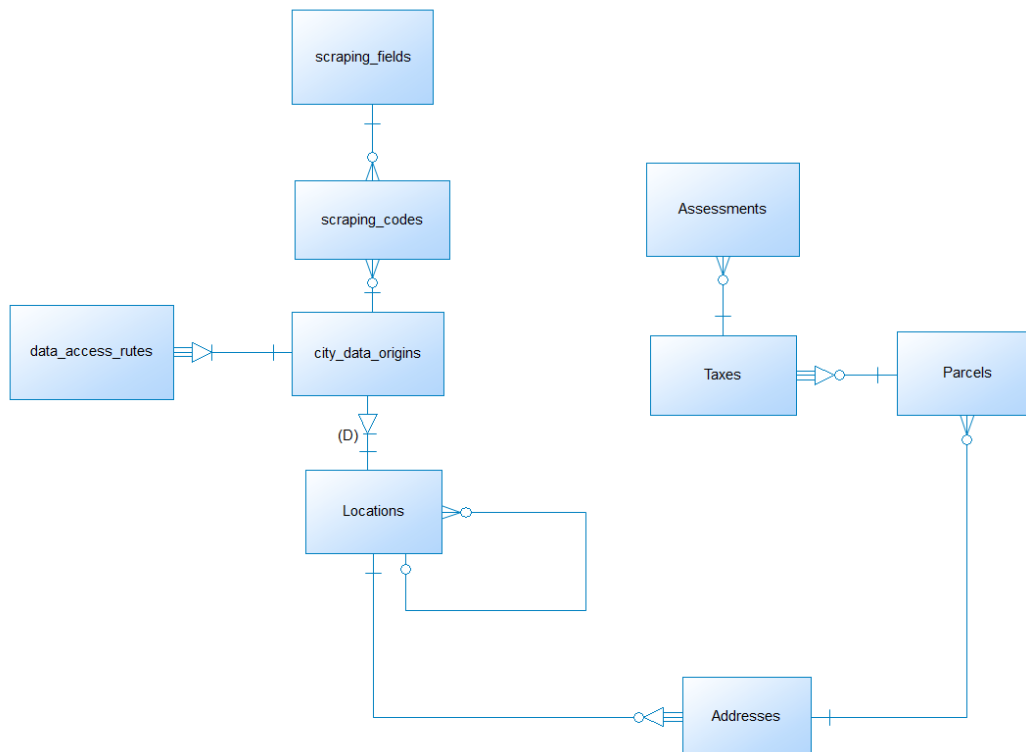 scraping_fields
scraping_codes
Assessments
data_access_rutes
city_data_origins
Taxes
Parcels
(D)
Locations
Addresses